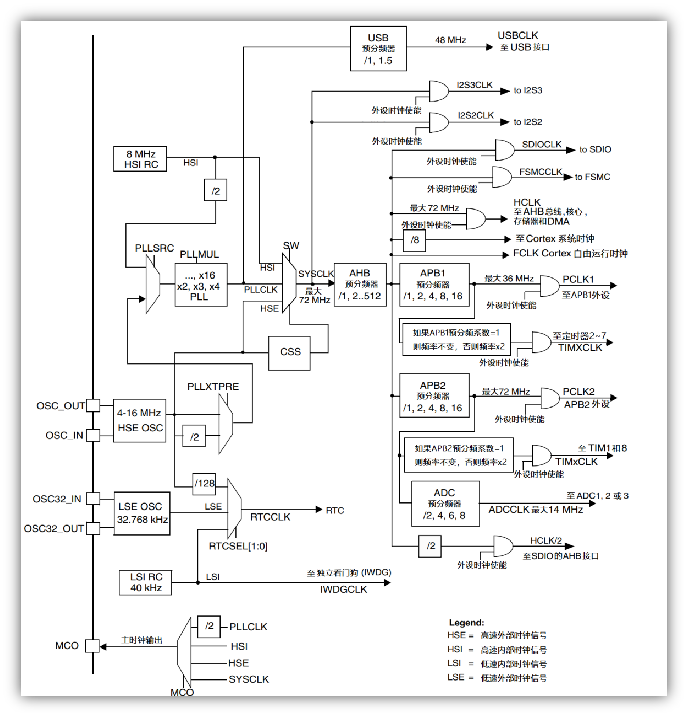 USB
预分频器
/1, 1.5
48 MHz
USBCLK
至USB接口
I2S3CLK
to I2S3
外设时钟使能
I2S2CLK
to I2S2
外设时钟使能
SDIOCLK
to SDIO
外设时钟使能
FSMCCLK
to FSMC
外设时钟使能
8 MHz
HSI RC
HSI
/2
最大72 MHz
HCLK
至AHB总线,核心,
存储器和DMA
外设时钟使能
/8
至Cortex 系统时钟
FCLK Cortex 自由运行时钟
PLLSRC
PLLMUL
..., x16
x2, x3, x4
PLL
SW
HSI
PLLCLK
HSE
SYSCLK
最大
72 MHz
AHB
预分频器
/1, 2..512
APB1
预分频器
/1, 2, 4, 8, 16
最大36 MHz
PCLK1
至APB1外设
外设时钟使能
CSS
如果APB1预分频系数=1
则频率不变, 否则频率x2
至定时器2~7
TIMXCLK
外设时钟使能
PLLXTPRE
OSC_OUT
OSC_IN
4-16 MHz
HSE OSC
/2
APB2
预分频器
/1, 2, 4, 8, 16
最大72 MHz
PCLK2
APB2 外设
外设时钟使能
如果APB2预分频系数=1
则频率不变, 否则频率x2
至 TIM1和8
TIMxCLK
外设时钟使能
/128
OSC32_IN
OSC32_OUT
LSE OSC
32.768 kHz
LSE
RTCCLK
RTC
RTCSEL[1:0]
ADC
预分频器
/2, 4, 6, 8
至ADC1, 2 或 3
ADCCLK 最大14 MHz
/2
HCLK/2
至SDIO的AHB接口
外设时钟使能
LSI RC
40 kHz
LSI
至独立看门狗 (IWDG)
IWDGCLK
MCO
主时钟输出
/2
PLLCLK
HSI
HSE
SYSCLK
MCO
Legend:
HSE = 高速外部时钟信号
HSI = 高速内部时钟信号
LSI = 低速内部时钟信号
LSE = 低速外部时钟信号